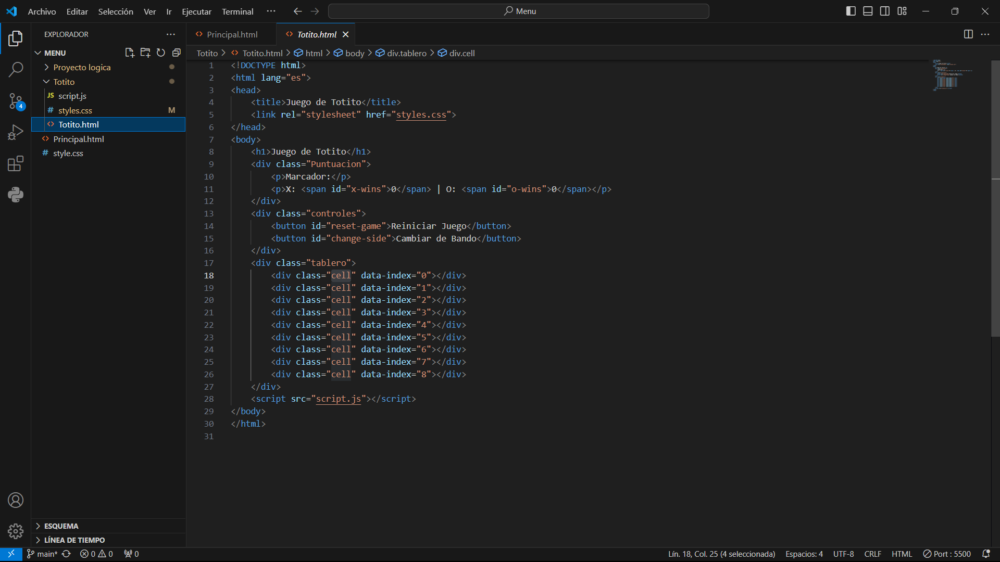 Archivo Editar Selección Ver Ir Ejecutar Terminal ··· Menu
EXPLORADOR
MENU
Proyecto logica
Totito
JS script.js
# styles.css M
<> Totito.html
<> Principal.html
# style.css
ESQUEMA
LÍNEA DE TIEMPO
<> Principal.html <> Totito.html
Totito > <> Totito.html > html > body > div.tablero > div.cell
1 <!DOCTYPE html>
2 <html lang="es">
3 <head>
4 <title>Juego de Totito</title>
5 <link rel="stylesheet" href="styles.css">
6 </head>
7 <body>
8 <h1>Juego de Totito</h1>
9 <div class="Puntuacion">
10 <p>Marcador:</p>
11 <p>X: <span id="x-wins">0</span> | O: <span id="o-wins">0</span></p>
12 </div>
13 <div class="controles">
14 <button id="reset-game">Reiniciar Juego</button>
15 <button id="change-side">Cambiar de Bando</button>
16 </div>
17 <div class="tablero">
18 <div class="cell" data-index="0"></div>
19 <div class="cell" data-index="1"></div>
20 <div class="cell" data-index="2"></div>
21 <div class="cell" data-index="3"></div>
22 <div class="cell" data-index="4"></div>
23 <div class="cell" data-index="5"></div>
24 <div class="cell" data-index="6"></div>
25 <div class="cell" data-index="7"></div>
26 <div class="cell" data-index="8"></div>
27 </div>
28 <script src="script.js"></script>
29 </body>
30 </html>
31
4
main* 0 0 0 Lín. 18, Col. 25 (4 seleccionada) Espacios: 4 UTF-8 CRLF HTML Port : 5500